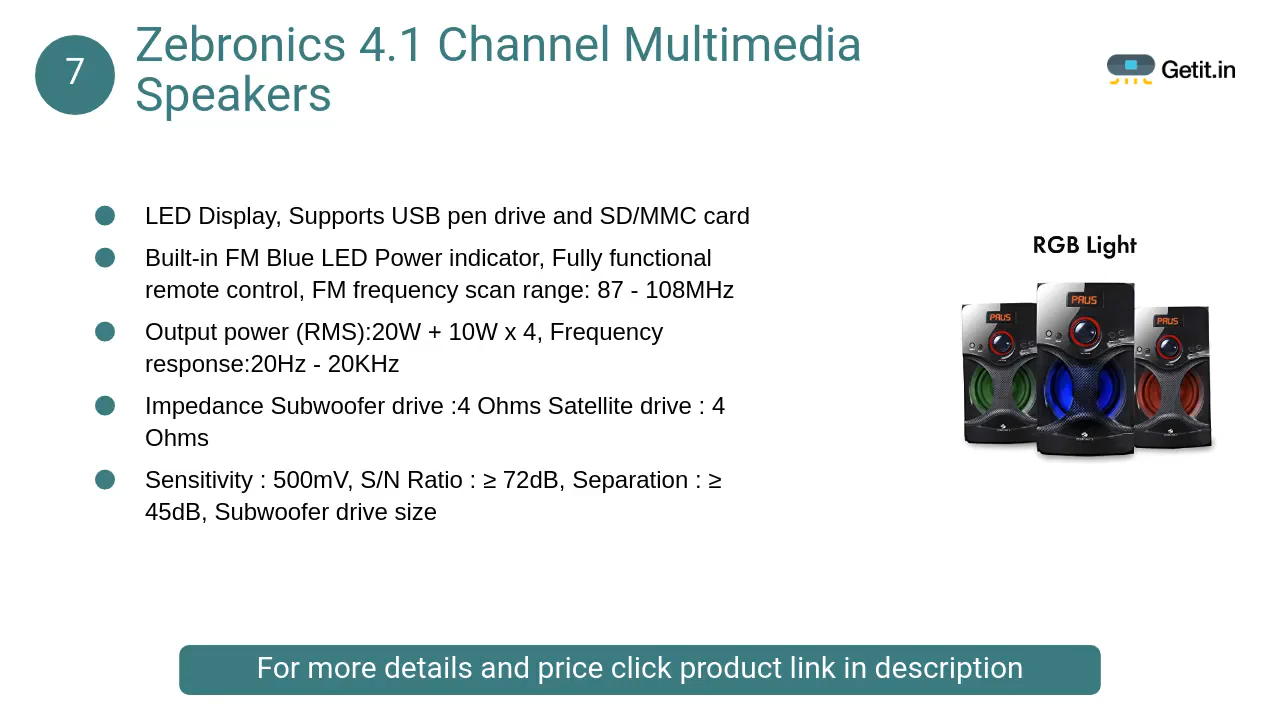 7
Zebronics 4.1 Channel Multimedia
Speakers
Getit.in
LED Display, Supports USB pen drive and SD/MMC card
Built-in FM Blue LED Power indicator, Fully functional
remote control, FM frequency scan range: 87 - 108MHz
Output power (RMS):20W + 10W x 4, Frequency
response:20Hz - 20KHz
Impedance Subwoofer drive :4 Ohms Satellite drive : 4
Ohms
Sensitivity : 500mV, S/N Ratio : ≥ 72dB, Separation : ≥
45dB, Subwoofer drive size
RGB Light
PAUS
PAUS
PAUS
For more details and price click product link in description